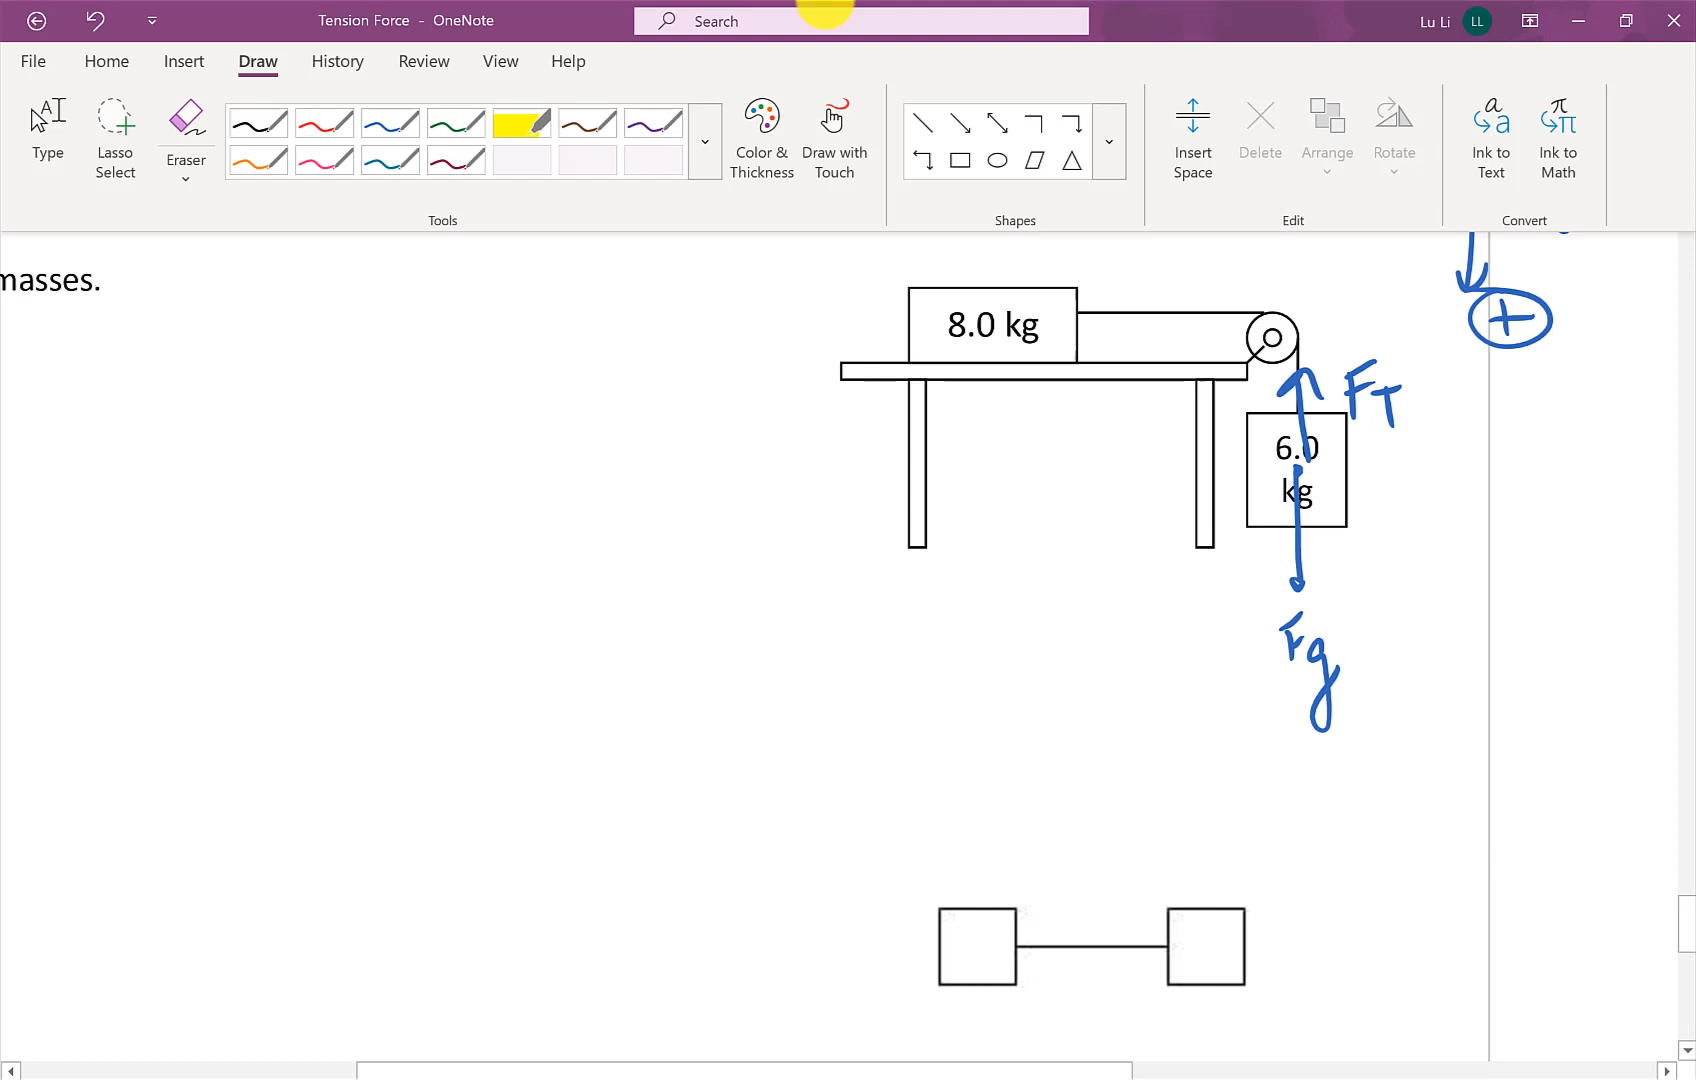 Tension Force - OneNote
Search
Lu Li
LL
File
Home
Insert
Draw
History
Review
View
Help
Type
Lasso
Select
Eraser
Color &
Thickness
Draw with
Touch
Insert
Space
Delete
Arrange
Rotate
Ink to
Text
Ink to
Math
Tools
Shapes
Edit
Convert
masses.
8.0 kg
+
FT
6.0
kg
Fg